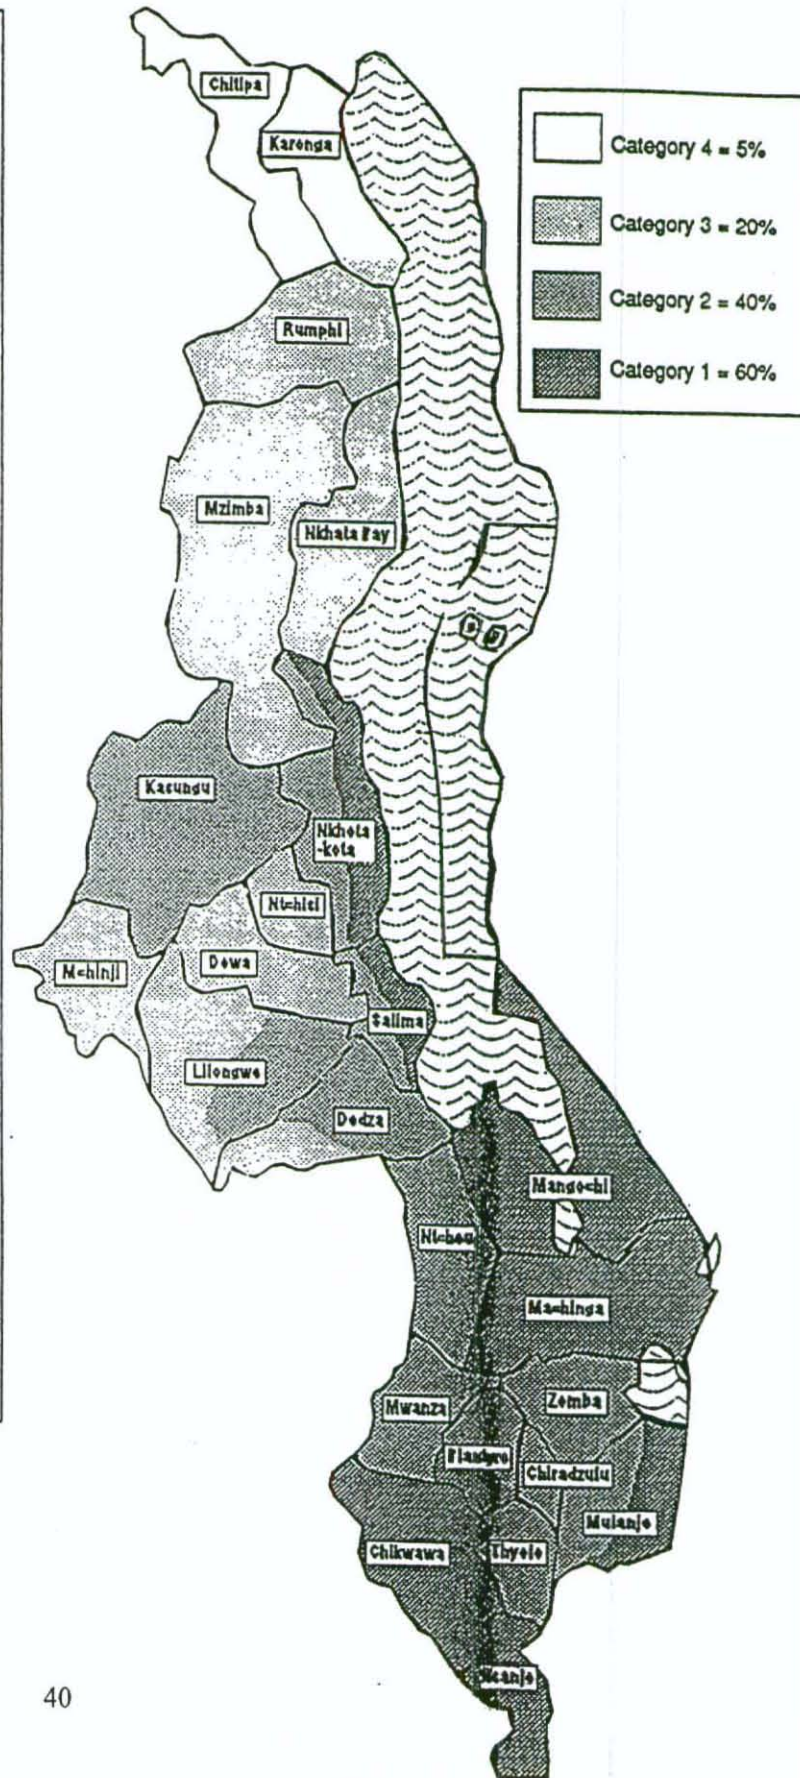 Chitipa
Karonga
Category 4 = 5%
Category 3 = 20%
Category 2 = 40%
Category 1 = 60%
Rumphi
Mzimba
Nkhata Bay
Kasungu
Nkhota
-kota
Ntchisi
Mchinji
Dowa
Salima
Lilongwe
Dedza
Mangochi
Ntcheu
Machinga
Mwanza
Zomba
Blantyre
Chiradzulu
Mulanje
Chikwawa
Thyolo
Nsanje
40